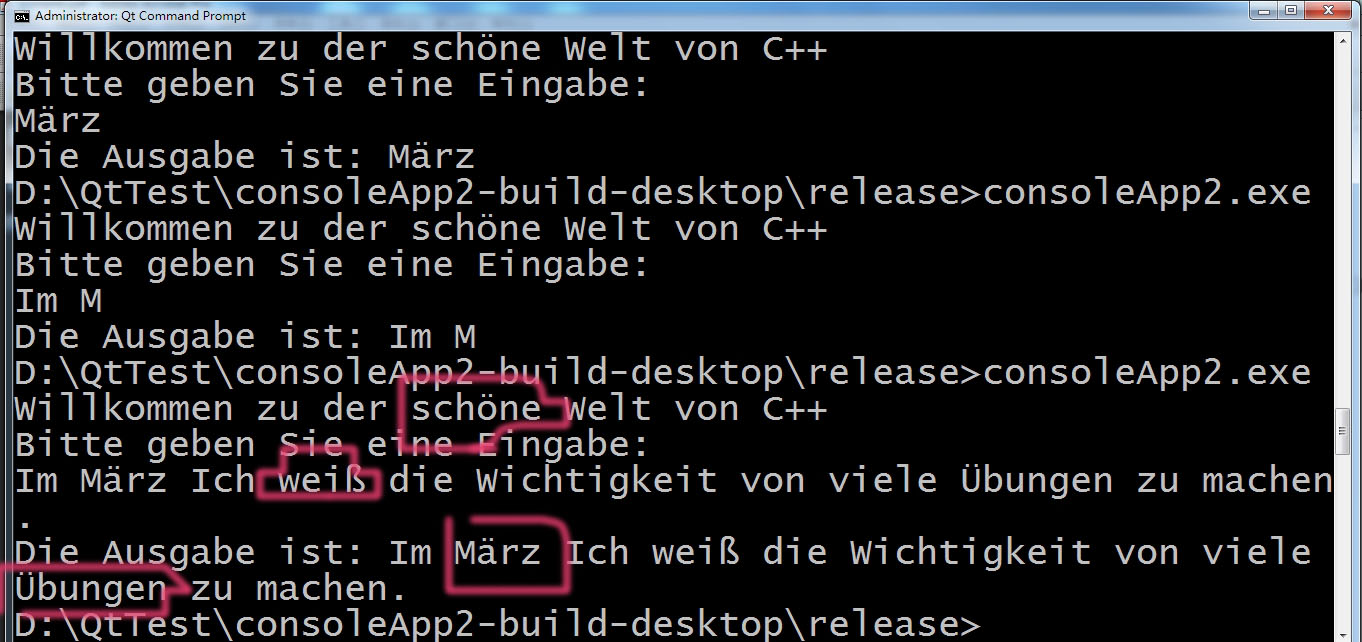 Administrator: Qt Command Prompt
Willkommen zu der schöne Welt von C++
Bitte geben Sie eine Eingabe:
März
Die Ausgabe ist: März
D:\QtTest\consoleApp2-build-desktop\release>consoleApp2.exe
Willkommen zu der schöne Welt von C++
Bitte geben Sie eine Eingabe:
Im M
Die Ausgabe ist: Im M
D:\QtTest\consoleApp2-build-desktop\release>consoleApp2.exe
Willkommen zu der schöne Welt von C++
Bitte geben Sie eine Eingabe:
Im März Ich weiß die Wichtigkeit von viele Übungen zu machen
.
Die Ausgabe ist: Im März Ich weiß die Wichtigkeit von viele
Übungen zu machen.
D:\QtTest\consoleApp2-build-desktop\release>